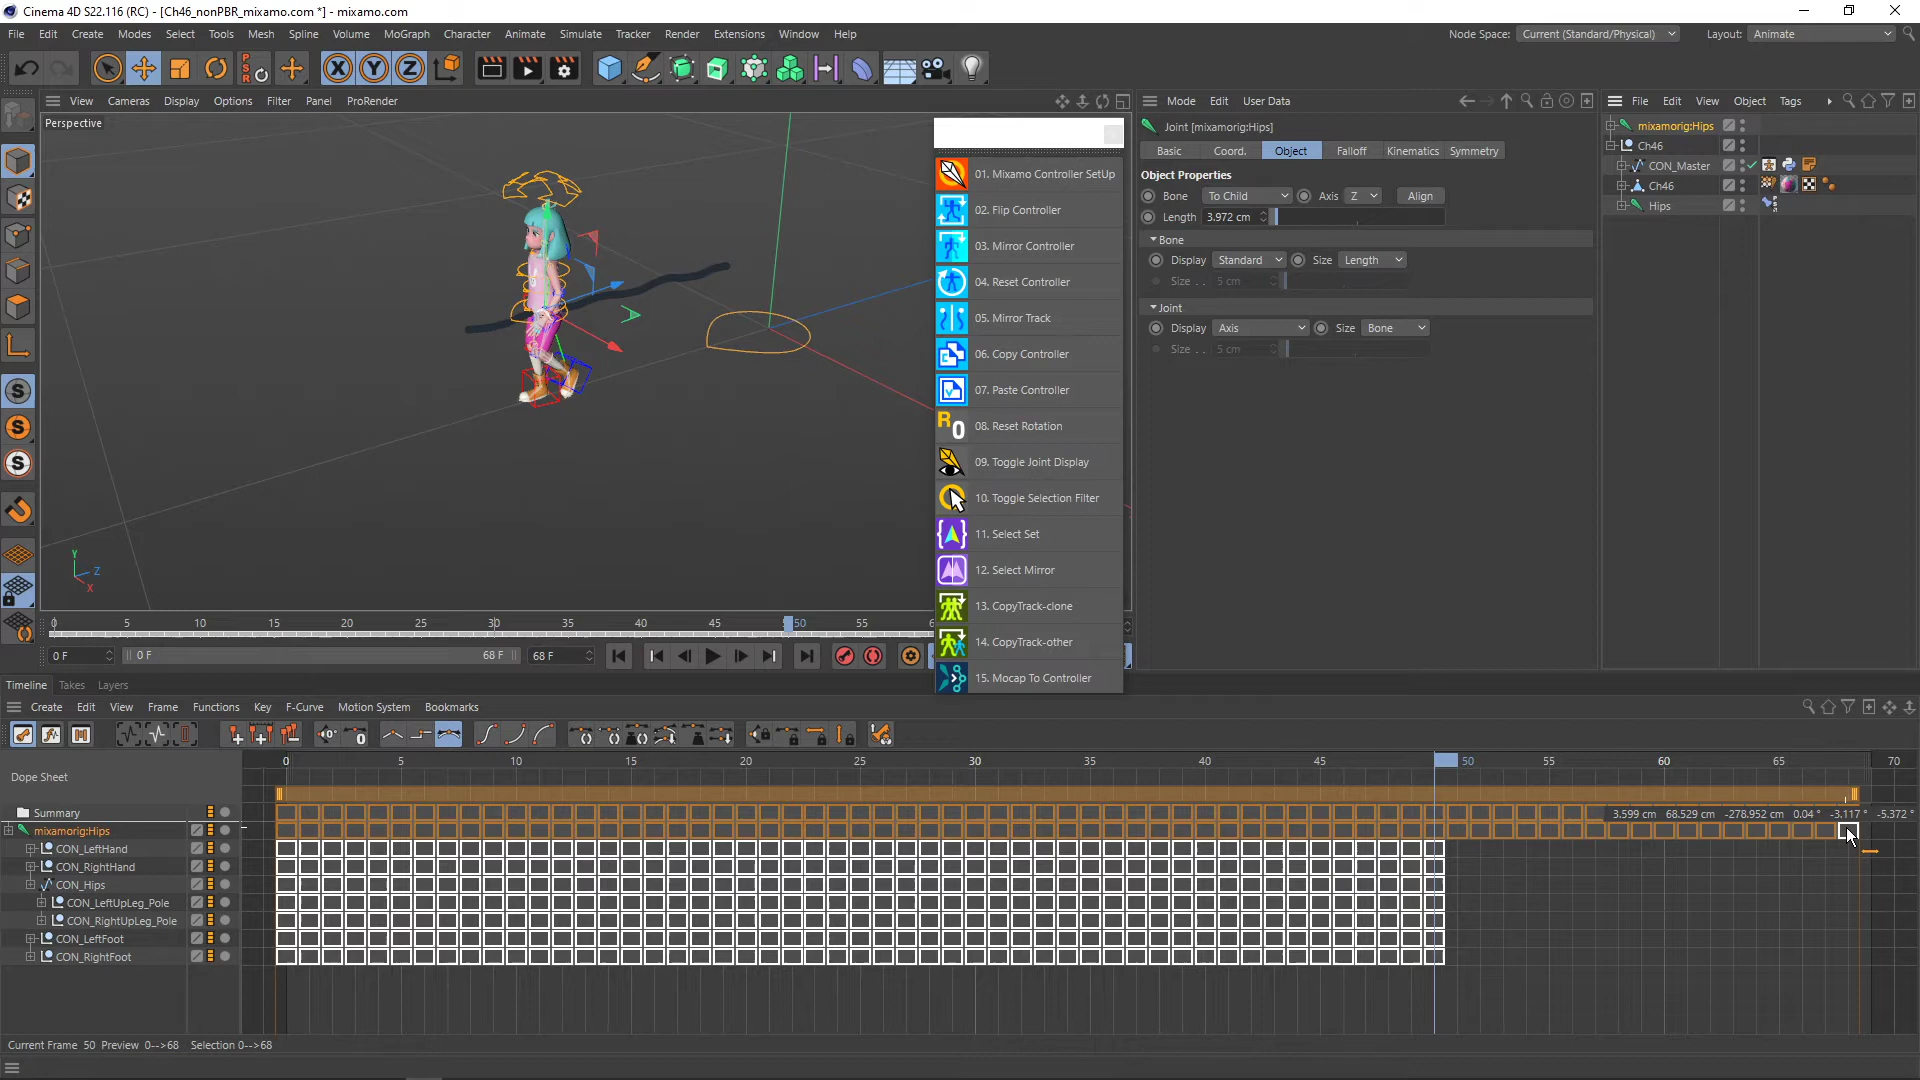 Cinema 4D S22.116 (RC) - [Ch46_nonPBR_mixamo.com *] - mixamo.com
File Edit Create Modes Select Tools Mesh Spline Volume MoGraph Character Animate Simulate Tracker Render Extensions Window Help
Node Space: Current (Standard/Physical) Layout: Animate
View Cameras Display Options Filter Panel ProRender
Mode Edit User Data
File Edit View Object Tags
Perspective
Joint [mixamorig:Hips]
Basic Coord. Object Falloff Kinematics Symmetry
Object Properties
Bone To Child Axis Z Align
Length 3.972 cm
Bone
Display Standard Size Length
Size . . 5 cm
Joint
Display Axis Size Bone
Size . . 5 cm
mixamorig:Hips
Ch46
CON_Master
Ch46
Hips
01. Mixamo Controller SetUp
02. Flip Controller
03. Mirror Controller
04. Reset Controller
05. Mirror Track
06. Copy Controller
07. Paste Controller
08. Reset Rotation
09. Toggle Joint Display
10. Toggle Selection Filter
11. Select Set
12. Select Mirror
13. CopyTrack-clone
14. CopyTrack-other
15. Mocap To Controller
Y Z X
0 5 10 15 20 25 30 35 40 45 50 55
0 F 0 F 68 F 68 F
Timeline Takes Layers
Create Edit View Frame Functions Key F-Curve Motion System Bookmarks
0 5 10 15 20 25 30 35 40 45 50 55 60 65 70
Dope Sheet
Summary
3.599 cm 68.529 cm -278.952 cm 0.04 ° -3.117 ° -5.372 °
mixamorig:Hips
CON_LeftHand
CON_RightHand
CON_Hips
CON_LeftUpLeg_Pole
CON_RightUpLeg_Pole
CON_LeftFoot
CON_RightFoot
Current Frame 50 Preview 0-->68 Selection 0-->68